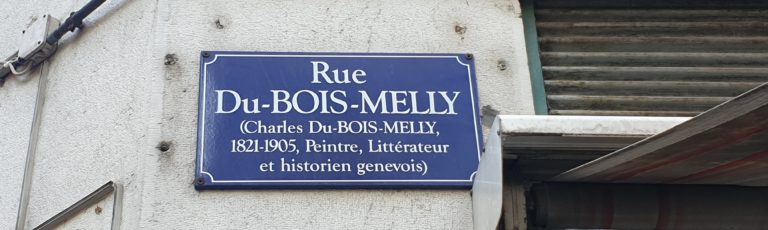 Rue
Du-BOIS-MELLY
(Charles Du-BOIS-MELLY,
1821-1905, Peintre, Littérateur
et historien genevois)